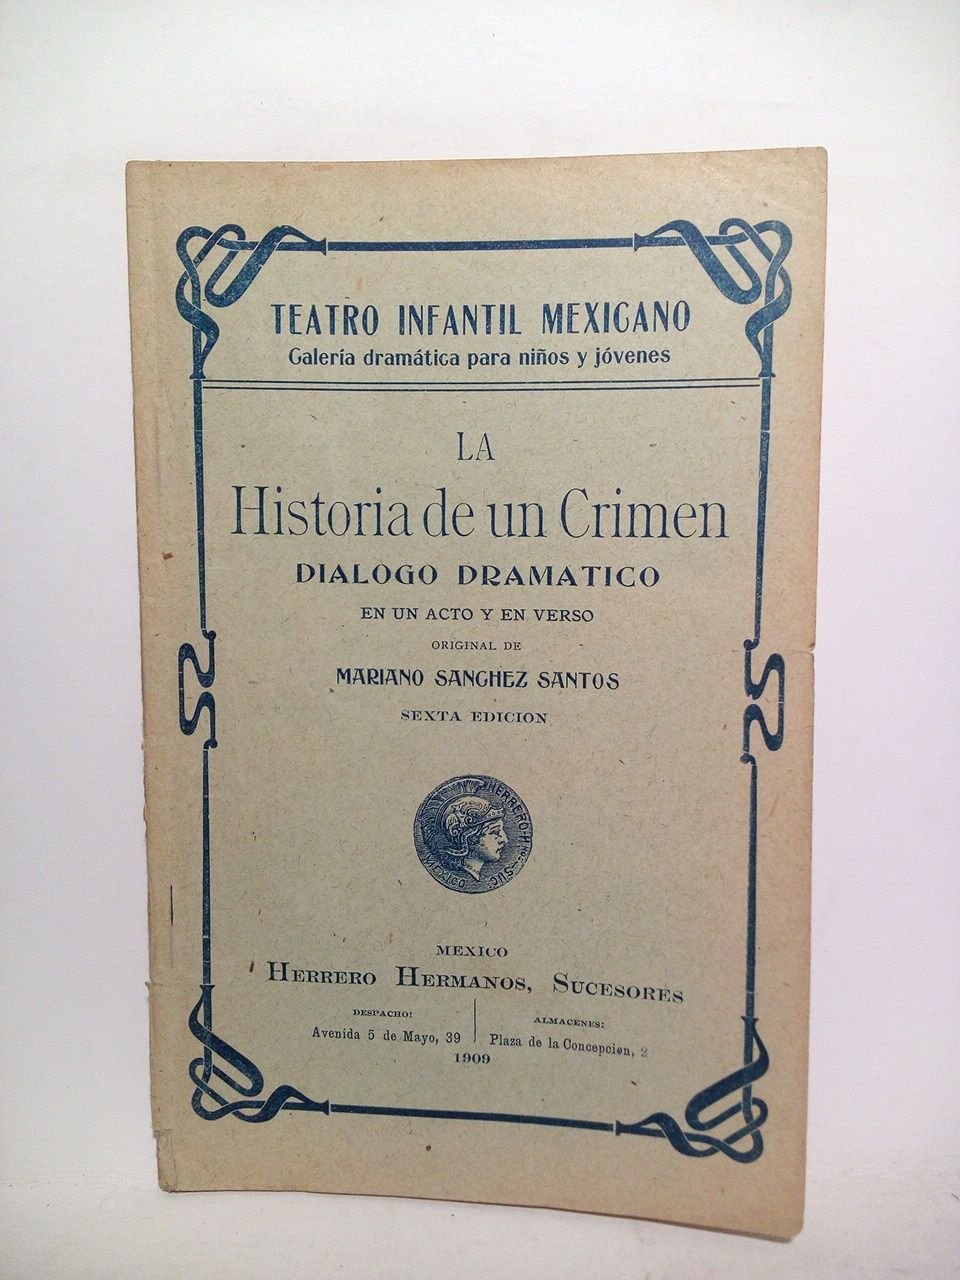 TEATRO INFANTIL MEXICANO
Galería dramática para niños y jóvenes
LA
Historia de un Crimen
DIALOGO DRAMATICO
EN UN ACTO Y EN VERSO
ORIGINAL DE
MARIANO SANCHEZ SANTOS
SEXTA EDICION
HERRERO HNOS. SUC.
MEXICO
MEXICO
HERRERO HERMANOS, SUCESORES
DESPACHO:
Avenida 5 de Mayo, 39
ALMACENES:
Plaza de la Concepcion, 2
1909